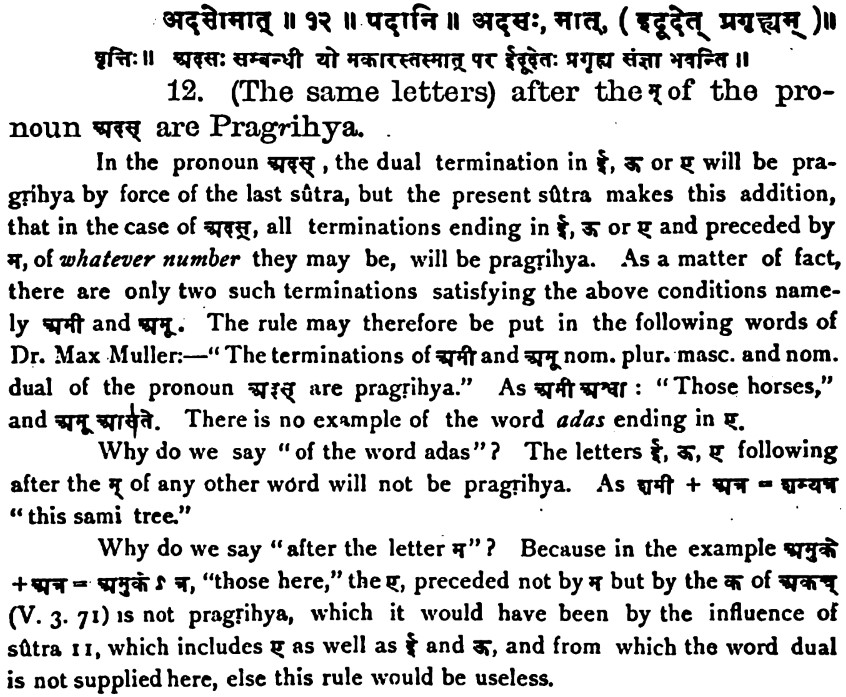 अदसोमात् ॥ १२ ॥ पदानि ॥ अदसः, मात्, ( इदूदेत् प्रगृह्यम् )॥
वृत्तिः॥ अदसः सम्बन्धी यो मकारस्तस्मात् पर ईदूदेतः प्रगृह्य संज्ञा भवन्ति॥
12. (The same letters) after the म् of the pro-
noun अदस् are Pragrihya.
In the pronoun अदस्, the dual termination in ई, ऊ or ए will be pra-
gṛihya by force of the last sûtra, but the present sûtra makes this addition,
that in the case of अदस्, all terminations ending in ई, ऊ or ए and preceded by
म, of whatever number they may be, will be pragṛihya. As a matter of fact,
there are only two such terminations satisfying the above conditions name-
ly अमी and अमू. The rule may therefore be put in the following words of
Dr. Max Muller:—“ The terminations of अमी and अमू nom. plur. masc. and nom.
dual of the pronoun अदस् are pragṛihya.” As अमी अश्वा : “Those horses,”
and अमू आसते. There is no example of the word adas ending in ए.
Why do we say “of the word adas”? The letters ई, ऊ, ए following
after the म् of any other word will not be pragṛihya. As शमी + अत्र = शम्यत्र
“this sami tree.”
Why do we say “after the letter म”? Because in the example अमुके
+अत्र = अमुके ऽ त्र, “those here,” the ए, preceded not by म but by the क of अकच्
(V. 3. 71) is not pragṛihya, which it would have been by the influence of
sûtra 11, which includes ए as well as ई and ऊ, and from which the word dual
is not supplied here, else this rule would be useless.